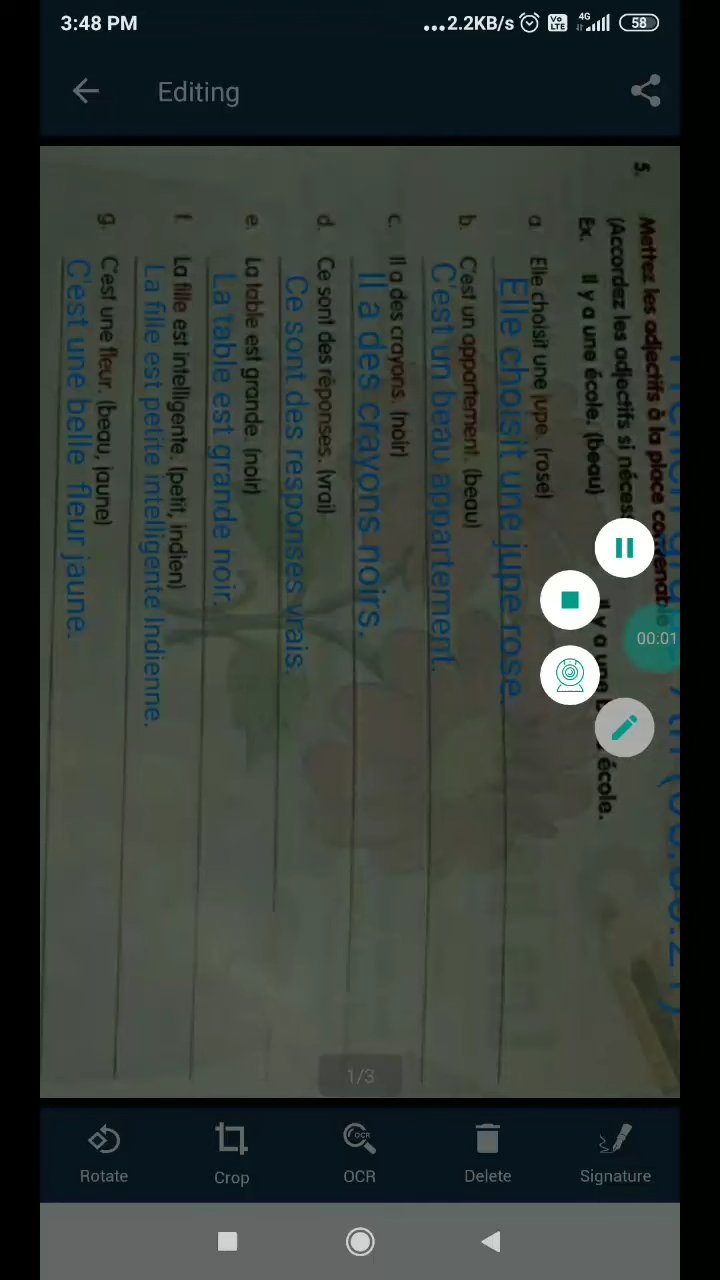 3:48 PM
...2.2KB/s Vo LTE 4G 58
Editing
5. Mettez les adjectifs à la place
(Accordez les adjectifs si
Ex. Il y a une école. (beau) Il y a une école.
a. Elle choisit une jupe. (rose)
Elle choisit une jupe rose.
b. C'est un appartement. (beau)
C'est un beau appartement.
c. Il a des crayons. (noir)
Il a des crayons noirs.
d. Ce sont des réponses. (vrai)
Ce sont des responses vrais.
e. La table est grande. (noir)
La table est grande noir.
f. La fille est intelligente. (petit, indien)
La fille est petite intelligente Indienne.
g. C'est une fleur. (beau, jaune)
C'est une belle fleur jaune.
00:01
1/3
Rotate
Crop
OCR
Delete
Signature